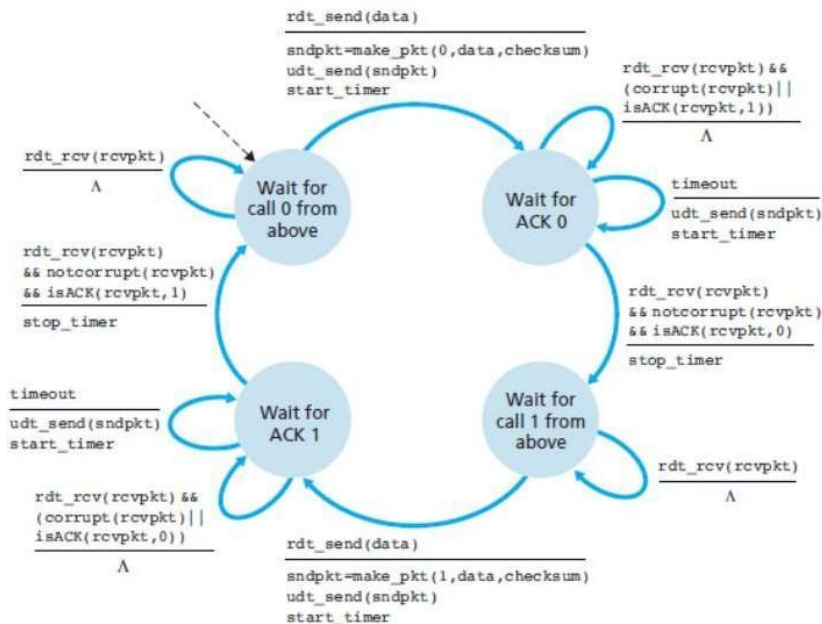 rdt_send(data)
sndpkt=make_pkt(0,data,checksum)
udt_send(sndpkt)
start_timer
rdt_rcv(rcvpkt) &&
(corrupt(rcvpkt)||
isACK(rcvpkt,1))
Λ
rdt_rcv(rcvpkt)
Λ
Wait for
call 0 from
above
Wait for
ACK 0
timeout
udt_send(sndpkt)
start_timer
rdt_rcv(rcvpkt)
&& notcorrupt(rcvpkt)
&& isACK(rcvpkt,1)
stop_timer
rdt_rcv(rcvpkt)
&& notcorrupt(rcvpkt)
&& isACK(rcvpkt,0)
stop_timer
timeout
udt_send(sndpkt)
start_timer
Wait for
ACK 1
Wait for
call 1 from
above
rdt_rcv(rcvpkt)
Λ
rdt_rcv(rcvpkt) &&
(corrupt(rcvpkt)||
isACK(rcvpkt,0))
Λ
rdt_send(data)
sndpkt=make_pkt(1,data,checksum)
udt_send(sndpkt)
start_timer